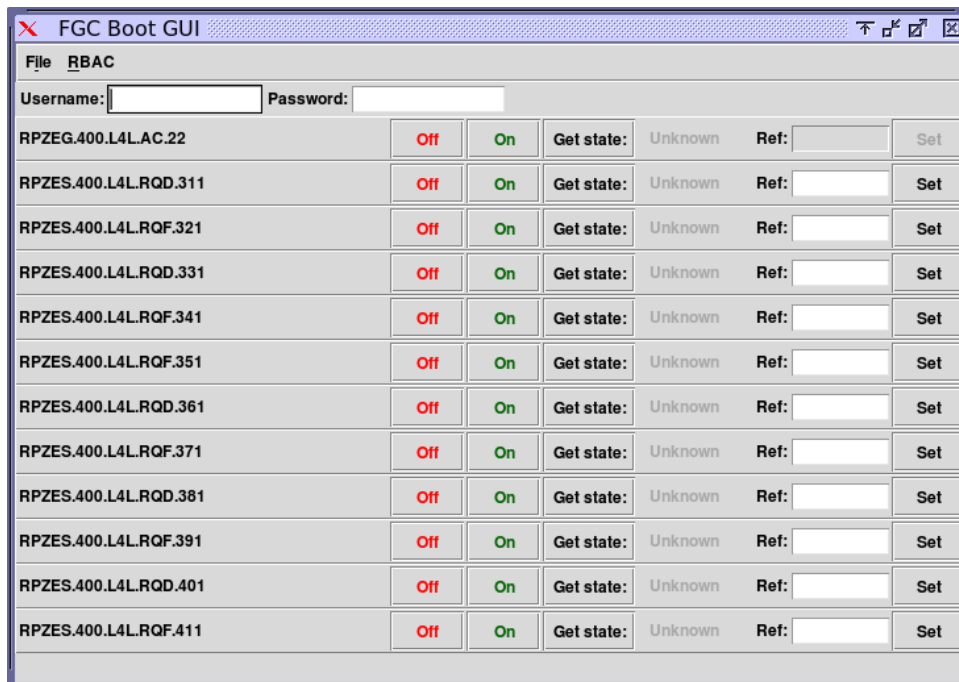 FGC Boot GUI
File RBAC
Username: Password:
RPZEG.400.L4L.AC.22 Off On Get state: Unknown Ref: Set
RPZES.400.L4L.RQD.311 Off On Get state: Unknown Ref: Set
RPZES.400.L4L.RQF.321 Off On Get state: Unknown Ref: Set
RPZES.400.L4L.RQD.331 Off On Get state: Unknown Ref: Set
RPZES.400.L4L.RQF.341 Off On Get state: Unknown Ref: Set
RPZES.400.L4L.RQF.351 Off On Get state: Unknown Ref: Set
RPZES.400.L4L.RQD.361 Off On Get state: Unknown Ref: Set
RPZES.400.L4L.RQF.371 Off On Get state: Unknown Ref: Set
RPZES.400.L4L.RQD.381 Off On Get state: Unknown Ref: Set
RPZES.400.L4L.RQF.391 Off On Get state: Unknown Ref: Set
RPZES.400.L4L.RQD.401 Off On Get state: Unknown Ref: Set
RPZES.400.L4L.RQF.411 Off On Get state: Unknown Ref: Set